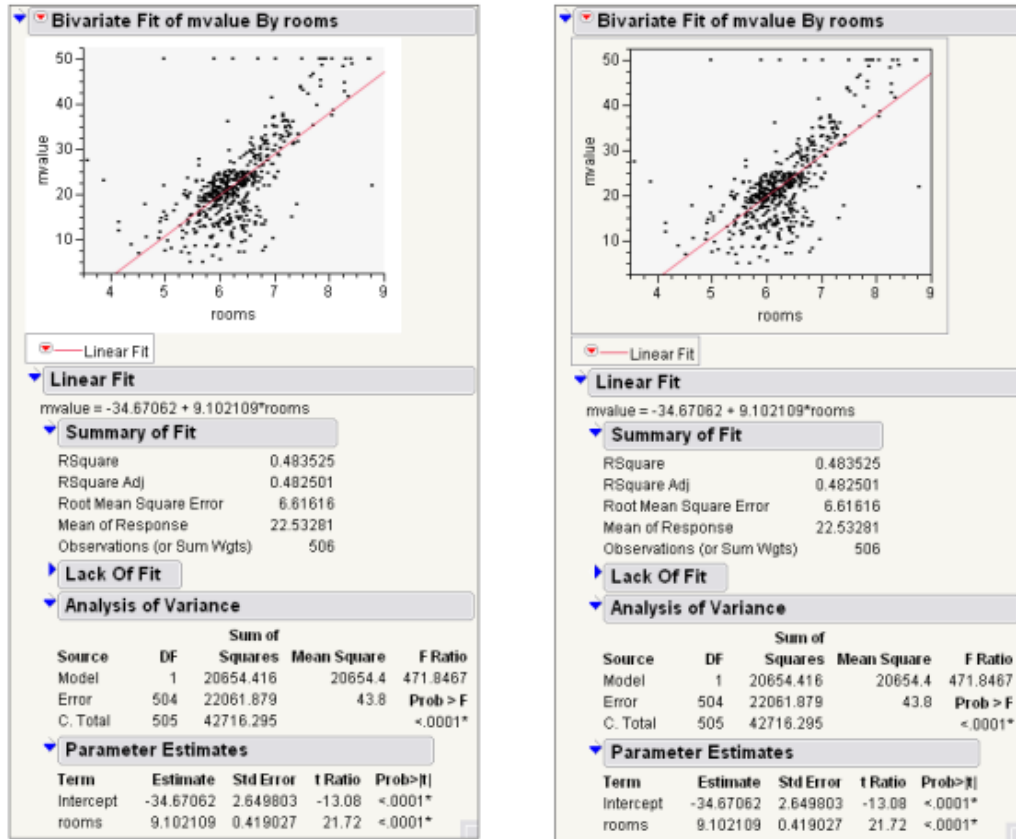 Bivariate Fit of mvalue By rooms
50
40
30
20
10
mvalue
4 5 6 7 8 9
rooms
Linear Fit
Linear Fit
mvalue = -34.67062 + 9.102109*rooms
Summary of Fit
RSquare 0.483525
RSquare Adj 0.482501
Root Mean Square Error 6.61616
Mean of Response 22.53281
Observations (or Sum Wgts) 506
Lack Of Fit
Analysis of Variance
Sum of
Source DF Squares Mean Square F Ratio
Model 1 20654.416 20654.4 471.8467
Error 504 22061.879 43.8 Prob > F
C. Total 505 42716.295 <.0001*
Parameter Estimates
Term Estimate Std Error t Ratio Prob>|t|
Intercept -34.67062 2.649803 -13.08 <.0001*
rooms 9.102109 0.419027 21.72 <.0001*
Bivariate Fit of mvalue By rooms
50
40
30
20
10
mvalue
4 5 6 7 8 9
rooms
Linear Fit
Linear Fit
mvalue = -34.67062 + 9.102109*rooms
Summary of Fit
RSquare 0.483525
RSquare Adj 0.482501
Root Mean Square Error 6.61616
Mean of Response 22.53281
Observations (or Sum Wgts) 506
Lack Of Fit
Analysis of Variance
Sum of
Source DF Squares Mean Square F Ratio
Model 1 20654.416 20654.4 471.8467
Error 504 22061.879 43.8 Prob > F
C. Total 505 42716.295 <.0001*
Parameter Estimates
Term Estimate Std Error t Ratio Prob>|t|
Intercept -34.67062 2.649803 -13.08 <.0001*
rooms 9.102109 0.419027 21.72 <.0001*